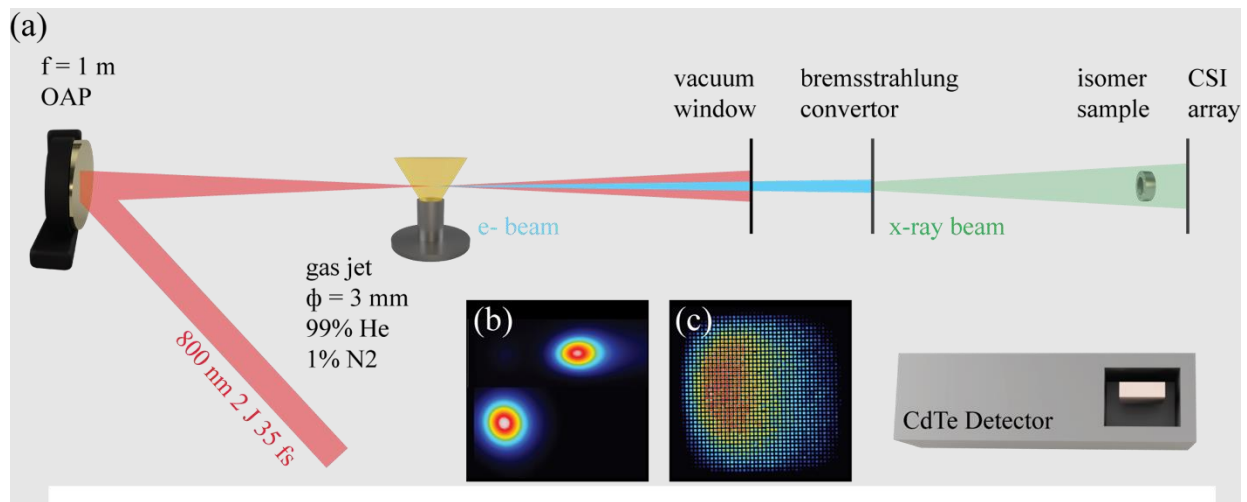 (a)
f = 1 m
OAP
vacuum
window
bremsstrahlung
convertor
isomer
sample
CSI
array
e- beam
x-ray beam
gas jet
ϕ = 3 mm
99% He
1% N2
800 nm 2 J 35 fs
(b)
(c)
CdTe Detector